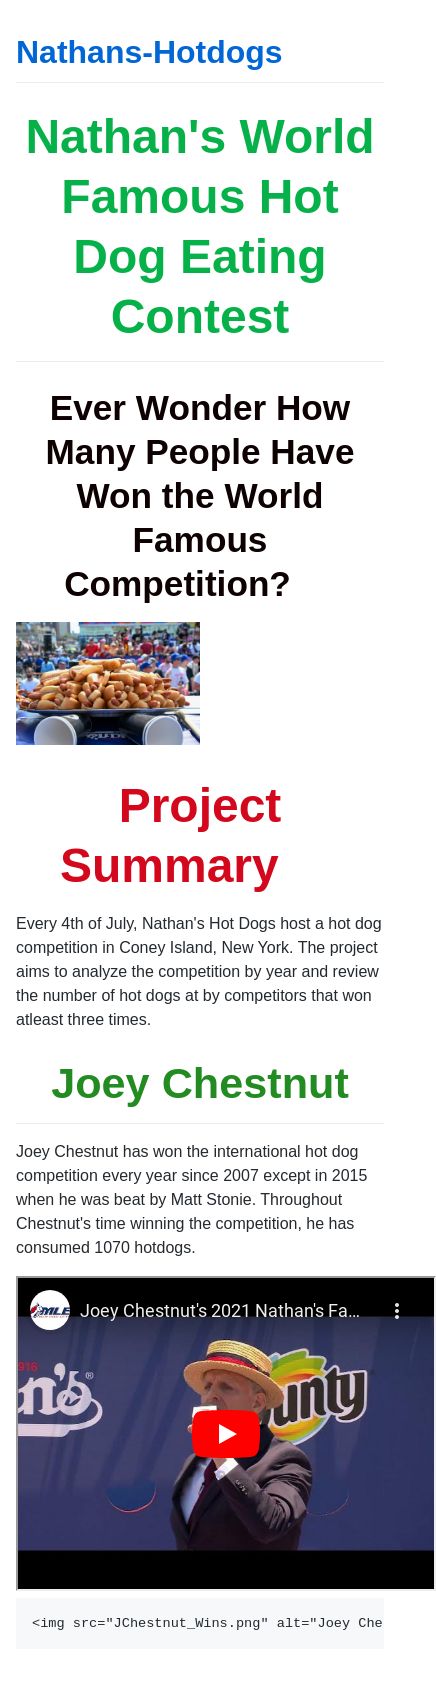 Nathans-Hotdogs
Nathan's World
Famous Hot
Dog Eating
Contest
Ever Wonder How
Many People Have
Won the World
Famous
Competition?
Project
Summary
Every 4th of July, Nathan's Hot Dogs host a hot dog
competition in Coney Island, New York. The project
aims to analyze the competition by year and review
the number of hot dogs at by competitors that won
atleast three times.
Joey Chestnut
Joey Chestnut has won the international hot dog
competition every year since 2007 except in 2015
when he was beat by Matt Stonie. Throughout
Chestnut's time winning the competition, he has
consumed 1070 hotdogs.
MLE
Joey Chestnut's 2021 Nathan's Fa...
916
n's®
unty
<img src="JChestnut_Wins.png" alt="Joey Che